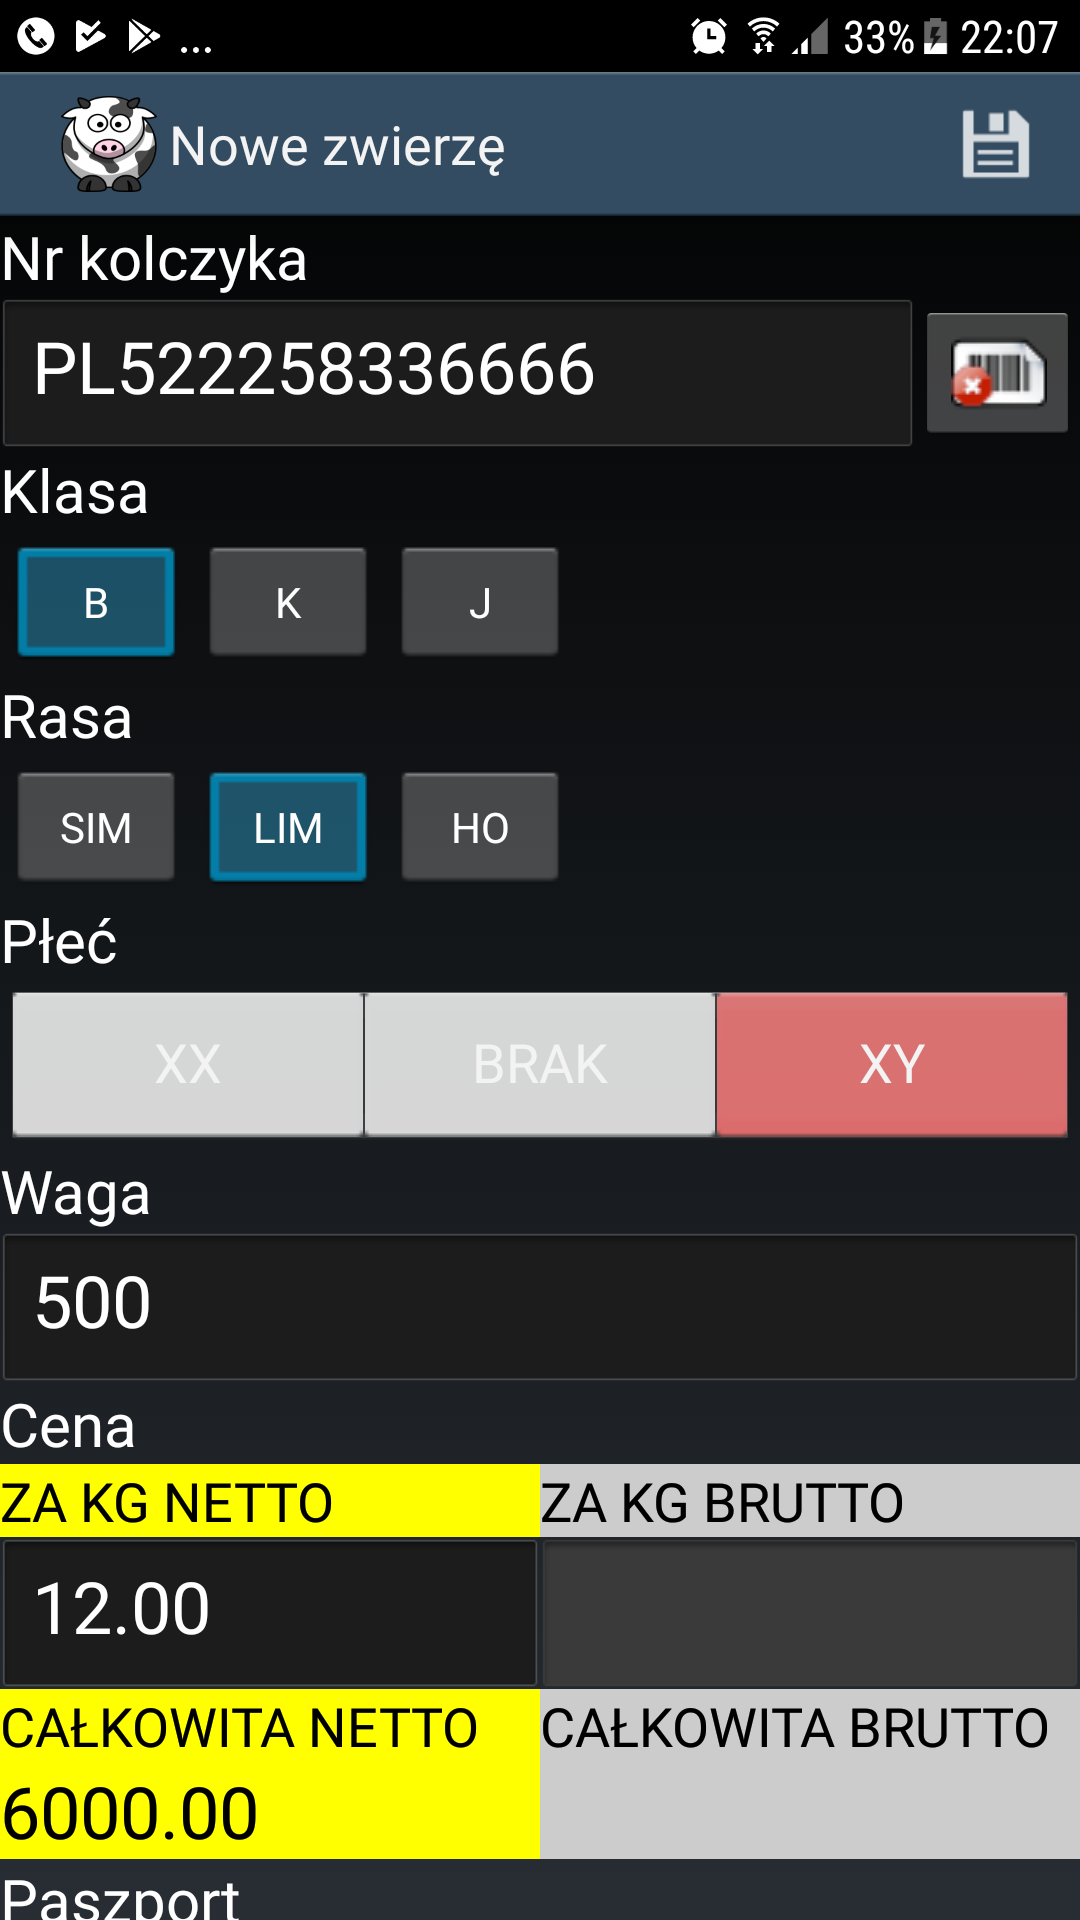 ... 33% 22:07
Nowe zwierzę
Nr kolczyka
PL522258336666
Klasa
B K J
Rasa
SIM LIM HO
Płeć
XX BRAK XY
Waga
500
Cena
ZA KG NETTO ZA KG BRUTTO
12.00
CAŁKOWITA NETTO CAŁKOWITA BRUTTO
6000.00
Paszport